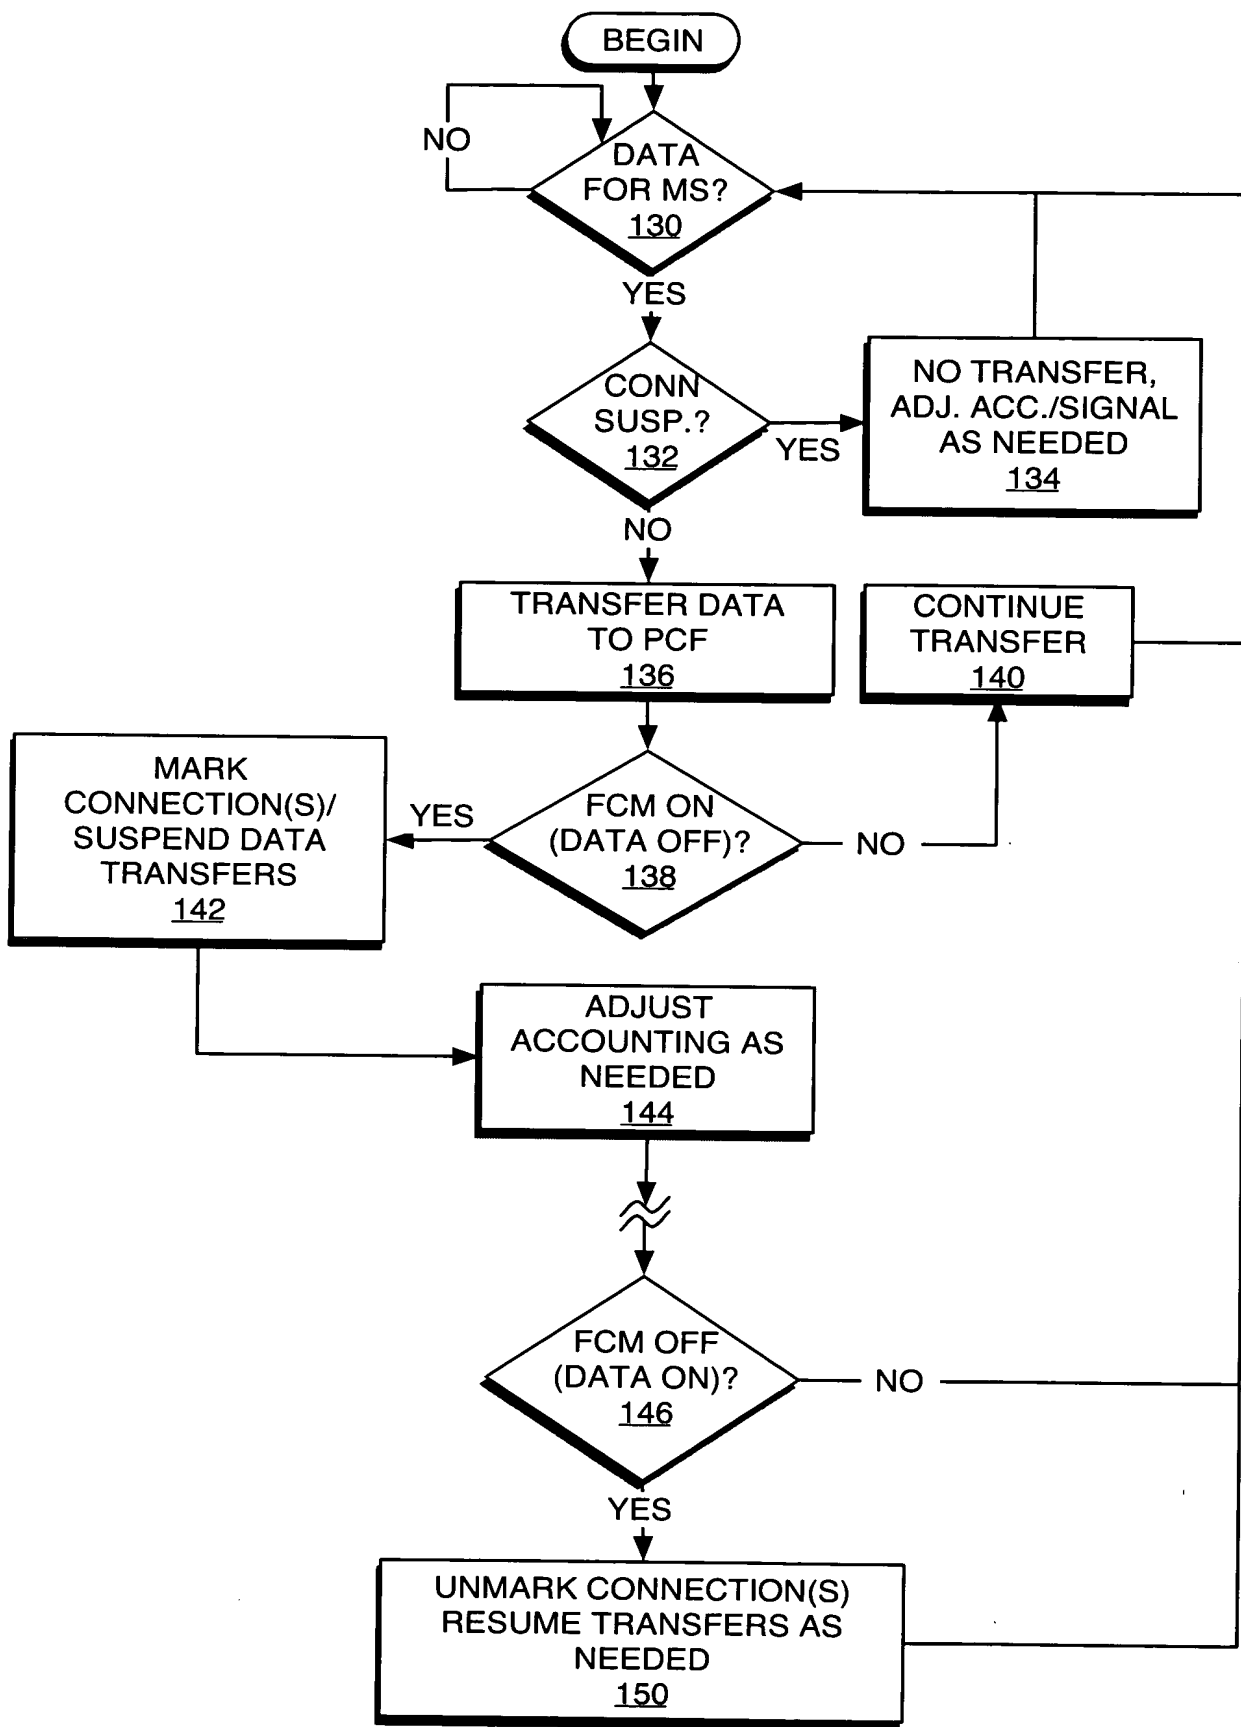 BEGIN
NO
DATA
FOR MS?
130
YES
CONN
SUSP.?
132
YES
NO TRANSFER,
ADJ. ACC./SIGNAL
AS NEEDED
134
NO
TRANSFER DATA
TO PCF
136
CONTINUE
TRANSFER
140
MARK
CONNECTION(S)/
SUSPEND DATA
TRANSFERS
142
YES
FCM ON
(DATA OFF)?
138
NO
ADJUST
ACCOUNTING AS
NEEDED
144
FCM OFF
(DATA ON)?
146
NO
YES
UNMARK CONNECTION(S)
RESUME TRANSFERS AS
NEEDED
150